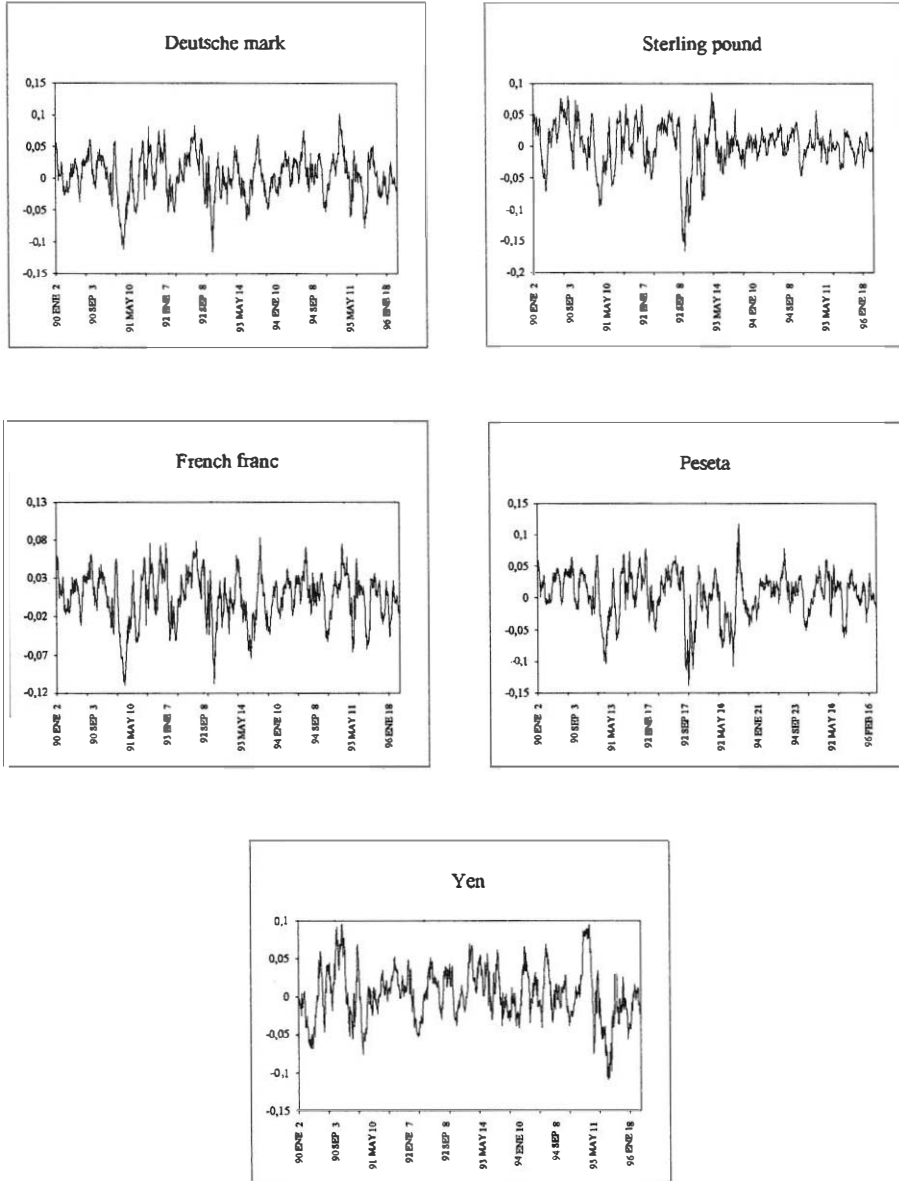 Deutsche mark
0,15
0,1
0,05
0
-0,05
-0,1
-0,15
90 ENE 2
90 SEP 3
91 MAY 10
92 ENE 7
92 SEP 8
93 MAY 14
94 ENE 10
94 SEP 8
95 MAY 11
96 ENE 18
Sterling pound
0,1
0,05
0
-0,05
-0,1
-0,15
-0,2
90 ENE 2
90 SEP 3
91 MAY 10
92 ENE 7
92 SEP 8
93 MAY 14
94 ENE 10
94 SEP 8
95 MAY 11
96 ENE 18
French franc
0,13
0,08
0,03
-0,02
-0,07
-0,12
90 ENE 2
90 SEP 3
91 MAY 10
93 ENE 7
92 SEP 8
93 MAY 14
94 ENE 10
94 SEP 8
93 MAY 11
96 ENE 18
Peseta
0,15
0,1
0,05
0
-0,05
-0,1
-0,15
90 ENE 2
90 SEP 3
91 MAY 13
92 ENE 17
92 SEP 17
92 MAY 26
94 ENE 21
94 SEP 23
92 MAY 26
96 FEB 16
Yen
0,1
0,05
0
-0,05
-0,1
-0,15
90 ENE 2
90 SEP 3
91 MAY 10
92 ENE 7
92 SEP 8
93 MAY 14
94 ENE 10
94 SEP 8
93 MAY 11
96 ENE 18